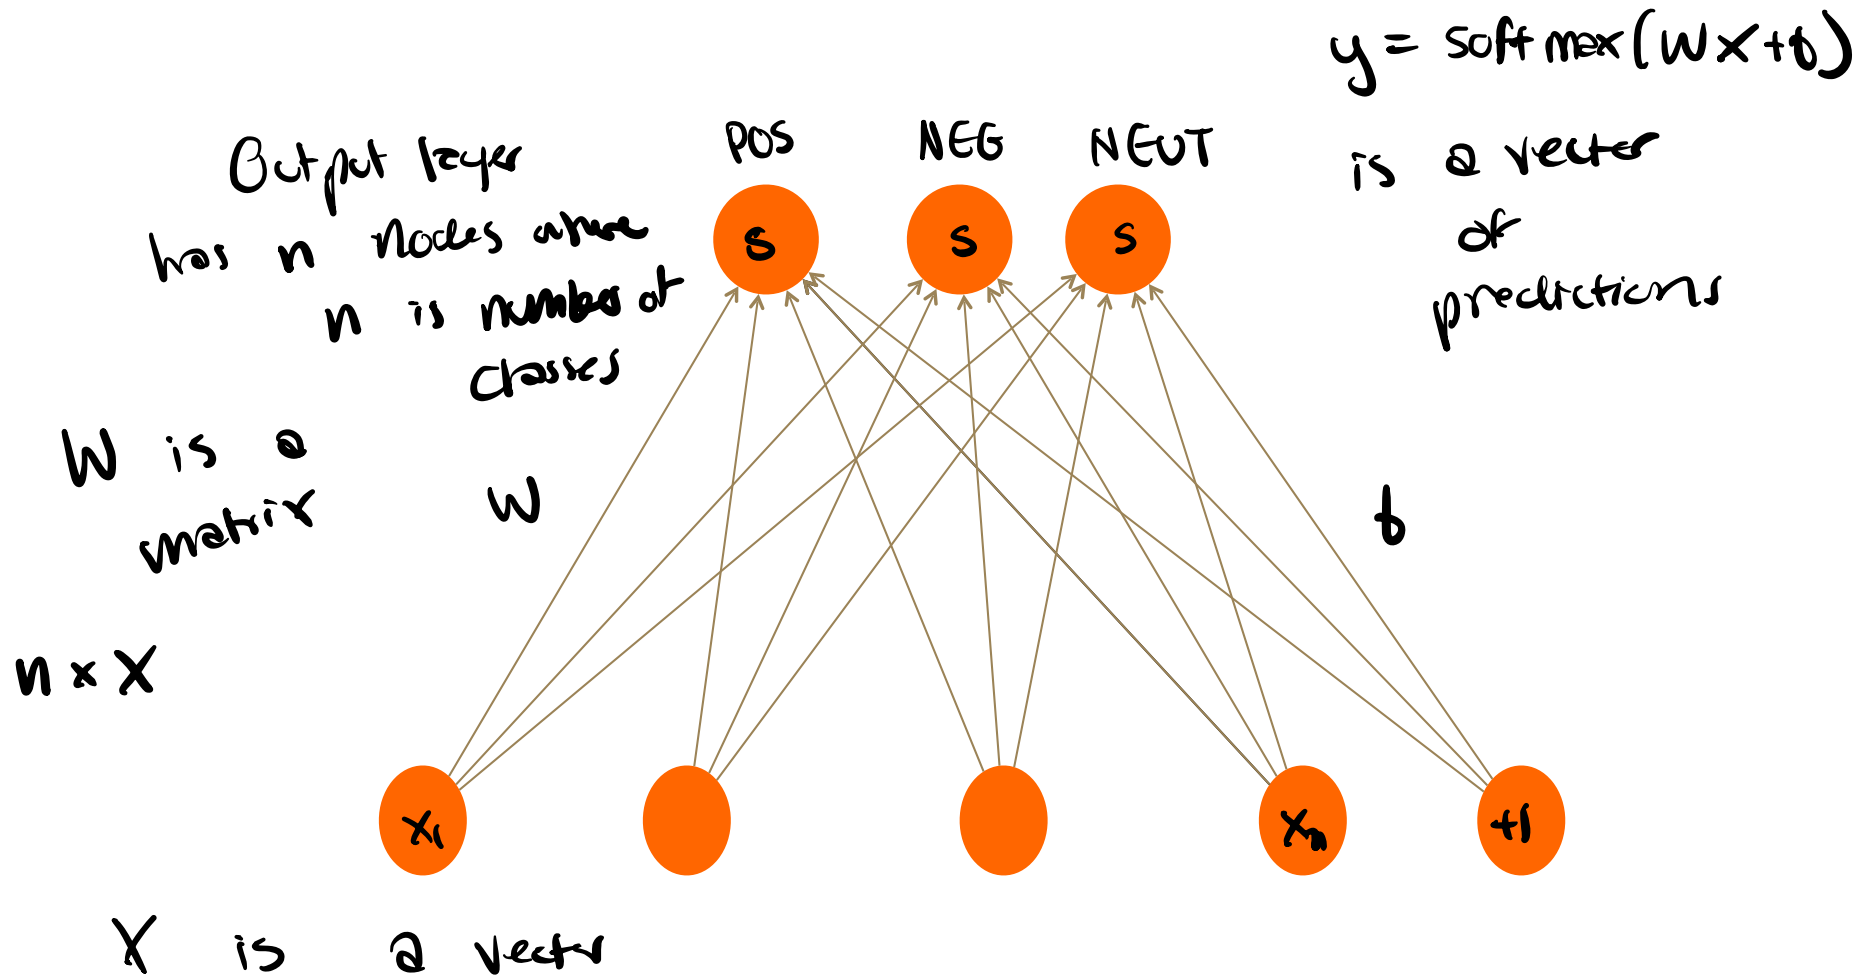 y = softmax(WX+b)
is a vector
of
predictions
Output layer
has n nodes where
n is number of
classes
POS NEG NEUT
S S S
W is a
matrix
W
b
n × X
x₁ xₙ +1
X is a vector